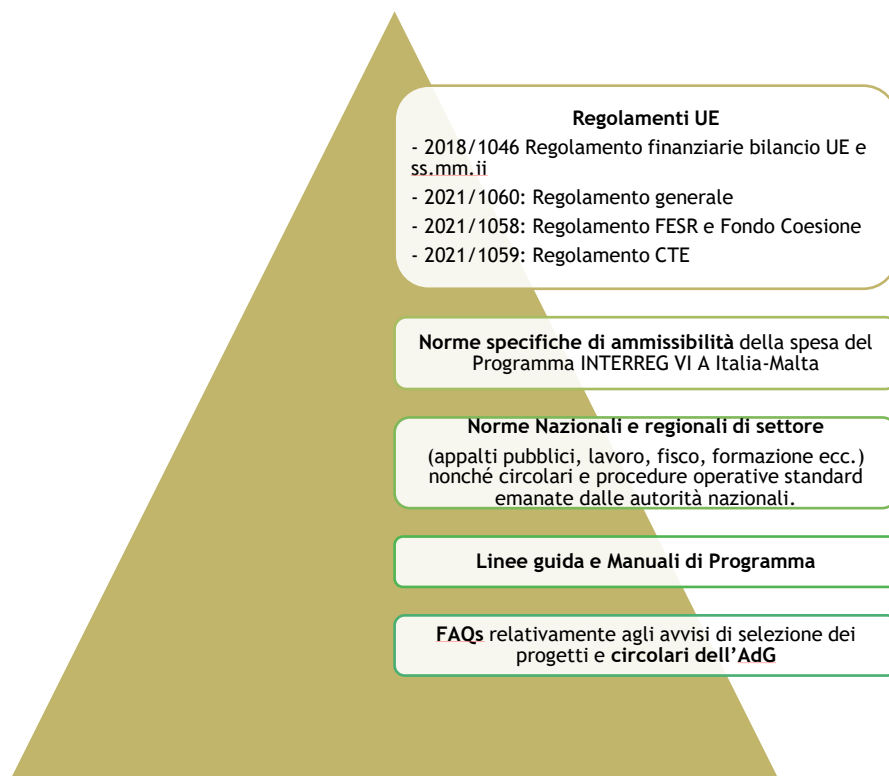 Regolamenti UE
- 2018/1046 Regolamento finanziarie bilancio UE e
ss.mm.ii
- 2021/1060: Regolamento generale
- 2021/1058: Regolamento FESR e Fondo Coesione
- 2021/1059: Regolamento CTE
Norme specifiche di ammissibilità della spesa del
Programma INTERREG VI A Italia-Malta
Norme Nazionali e regionali di settore
(appalti pubblici, lavoro, fisco, formazione ecc.)
nonché circolari e procedure operative standard
emanate dalle autorità nazionali.
Linee guida e Manuali di Programma
FAQs relativamente agli avvisi di selezione dei
progetti e circolari dell’AdG